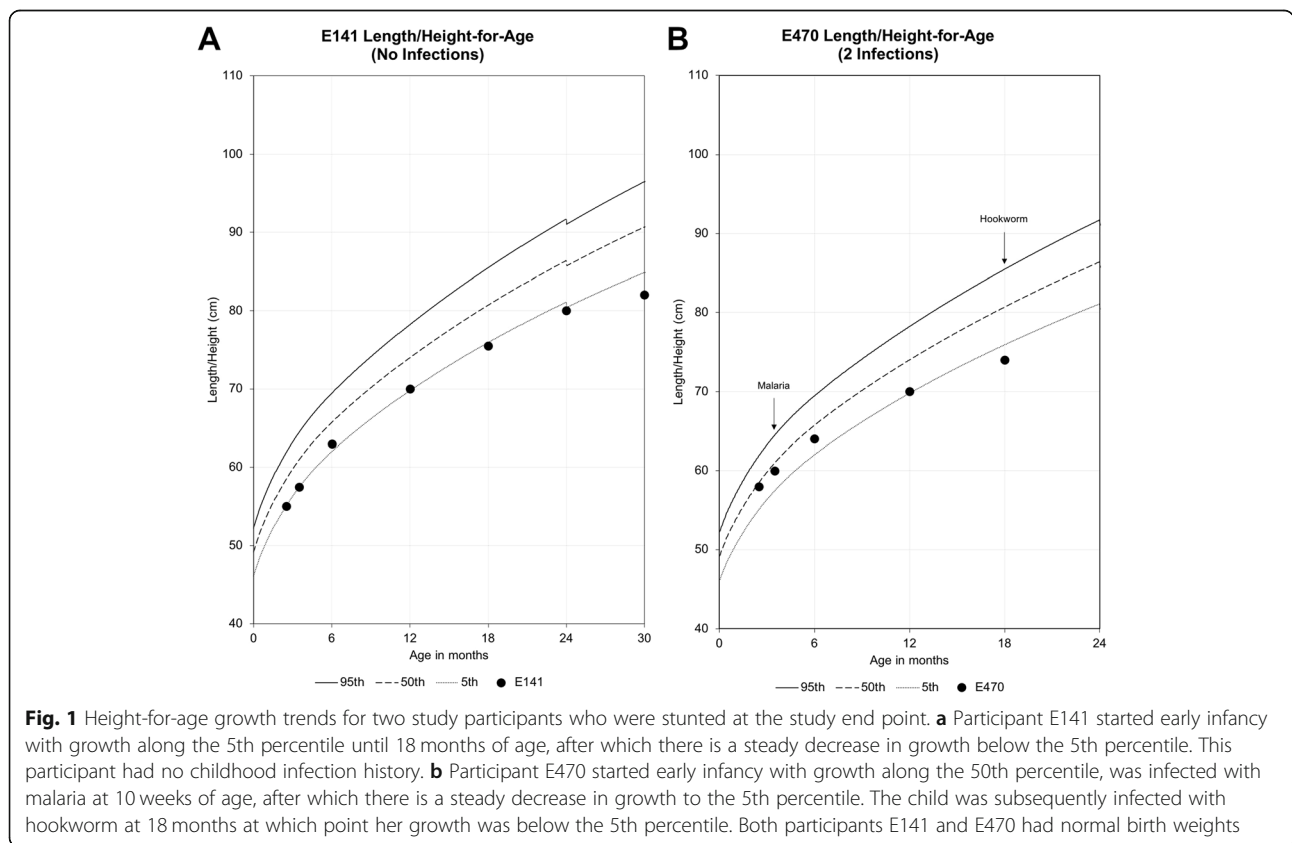 A
E141 Length/Height-for-Age
(No Infections)
110
100
90
80
70
60
50
40
Length/Height (cm)
0 6 12 18 24 30
Age in months
95th 50th 5th E141
B
E470 Length/Height-for-Age
(2 Infections)
110
100
90
80
70
60
50
40
Length/Height (cm)
Hookworm
Malaria
0 6 12 18 24
Age in months
95th 50th 5th E470
Fig. 1 Height-for-age growth trends for two study participants who were stunted at the study end point. a Participant E141 started early infancy
with growth along the 5th percentile until 18 months of age, after which there is a steady decrease in growth below the 5th percentile. This
participant had no childhood infection history. b Participant E470 started early infancy with growth along the 50th percentile, was infected with
malaria at 10 weeks of age, after which there is a steady decrease in growth to the 5th percentile. The child was subsequently infected with
hookworm at 18 months at which point her growth was below the 5th percentile. Both participants E141 and E470 had normal birth weights